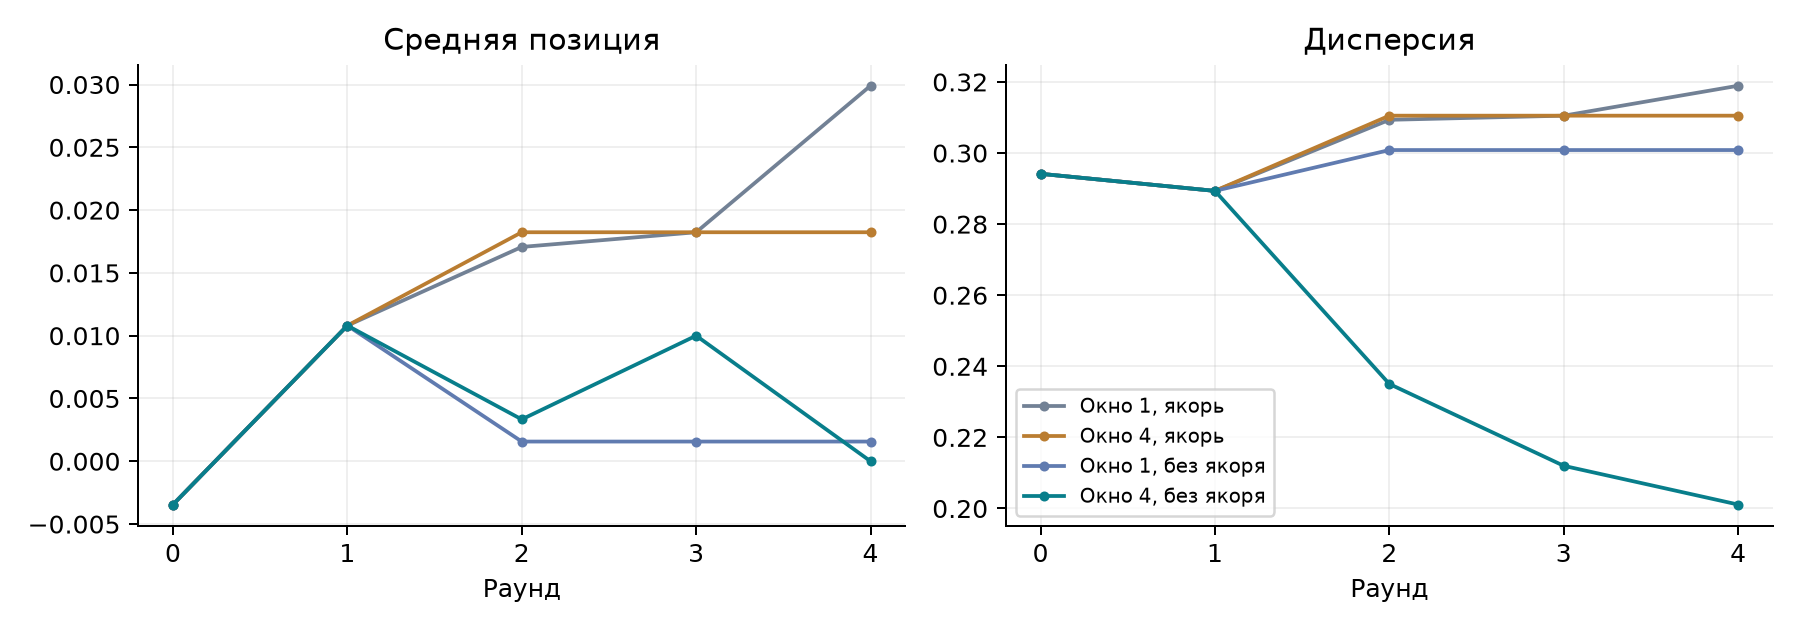 Средняя позиция
0.030
0.025
0.020
0.015
0.010
0.005
0.000
−0.005
0 1 2 3 4
Раунд
Дисперсия
0.32
0.30
0.28
0.26
0.24
0.22
0.20
Окно 1, якорь
Окно 4, якорь
Окно 1, без якоря
Окно 4, без якоря
0 1 2 3 4
Раунд